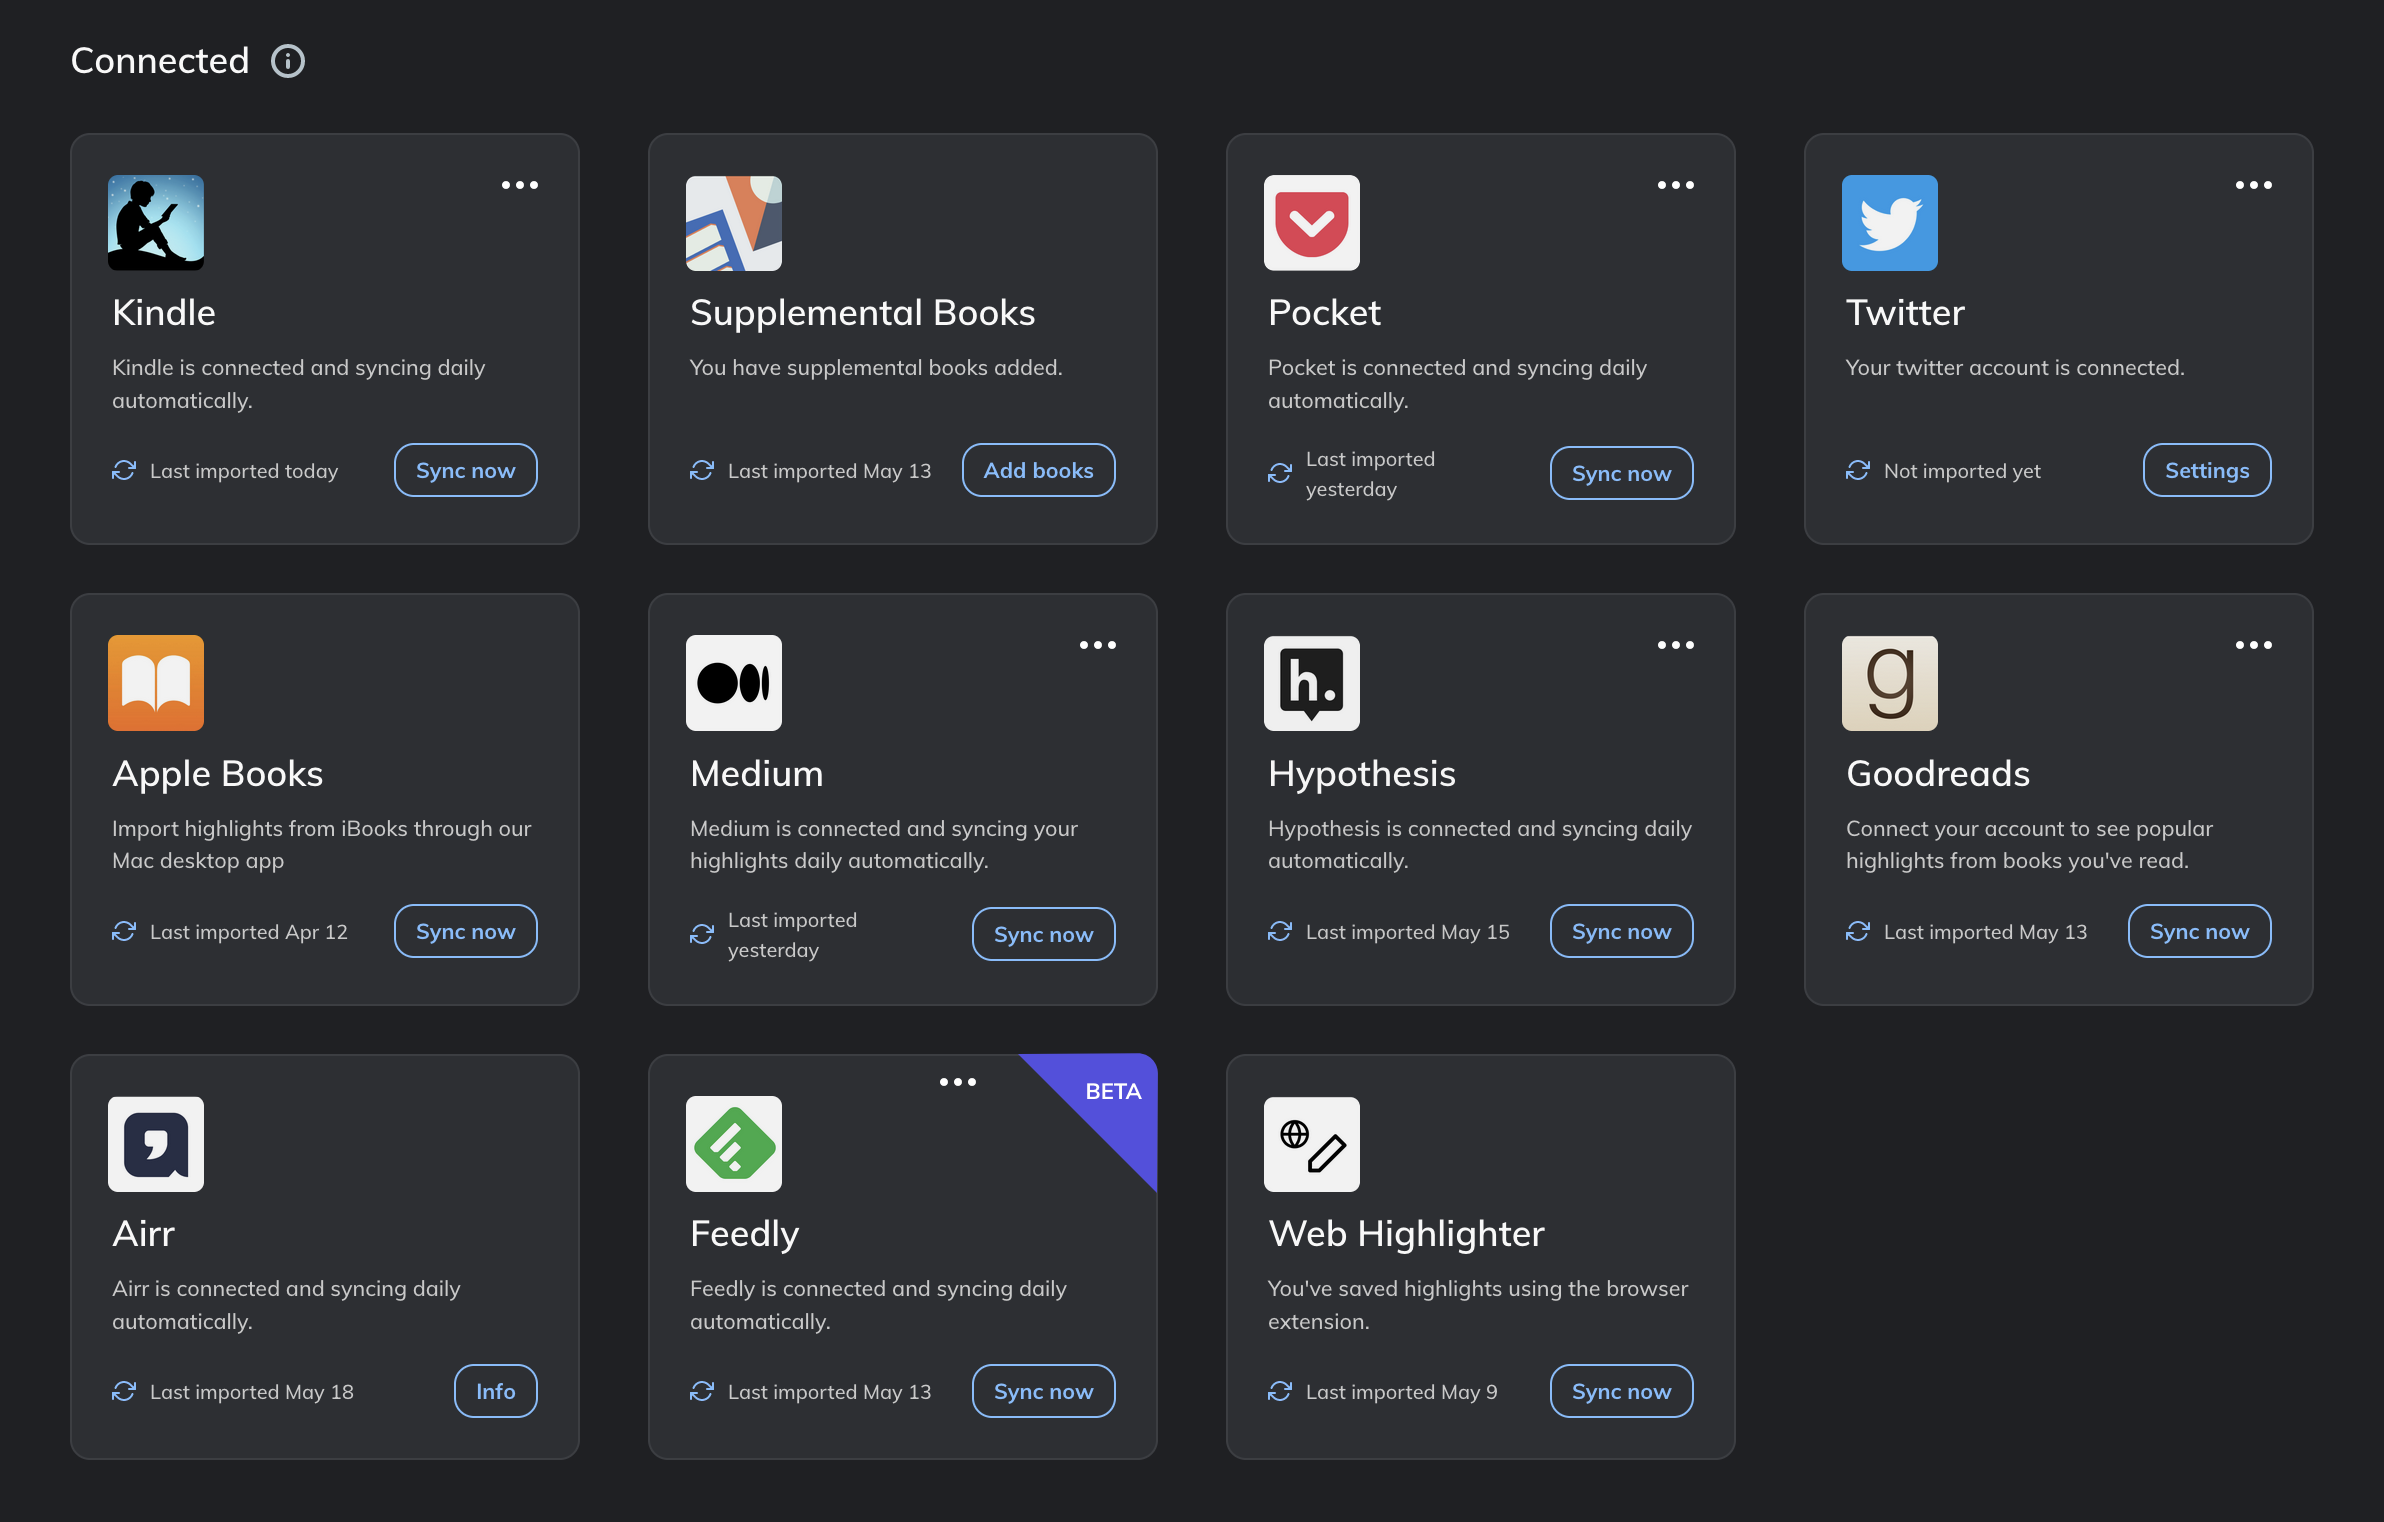 Connected
Kindle
Kindle is connected and syncing daily
automatically.
Last imported today
Sync now
Supplemental Books
You have supplemental books added.
Last imported May 13
Add books
Pocket
Pocket is connected and syncing daily
automatically.
Last imported
yesterday
Sync now
Twitter
Your twitter account is connected.
Not imported yet
Settings
Apple Books
Import highlights from iBooks through our
Mac desktop app
Last imported Apr 12
Sync now
Medium
Medium is connected and syncing your
highlights daily automatically.
Last imported
yesterday
Sync now
h.
Hypothesis
Hypothesis is connected and syncing daily
automatically.
Last imported May 15
Sync now
g
Goodreads
Connect your account to see popular
highlights from books you've read.
Last imported May 13
Sync now
Airr
Airr is connected and syncing daily
automatically.
Last imported May 18
Info
BETA
Feedly
Feedly is connected and syncing daily
automatically.
Last imported May 13
Sync now
Web Highlighter
You've saved highlights using the browser
extension.
Last imported May 9
Sync now